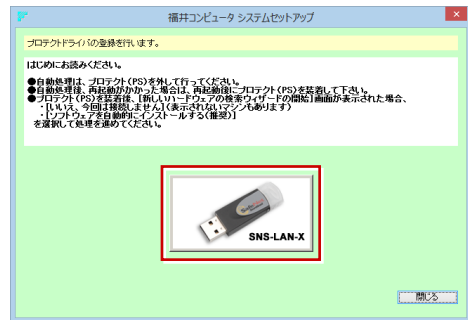 福井コンピュータ システムセットアップ
プロテクトドライバの登録を行います。
はじめにお読みください。
●自動処理は、プロテクト(PS)を外して行ってください。
●自動処理後、再起動がかかった場合は、再起動後にプロテクト(PS)を装着して下さい。
●プロテクト(PS)を装着後、[新しいハードウェアの検索ウィザードの開始]画面が表示された場合、
・[いいえ、今回は接続しません](表示されないマシンもあります)
・[ソフトウェアを自動的にインストールする(推奨)]
を選択して処理を進めてください。
SNS-LAN-X
閉じる